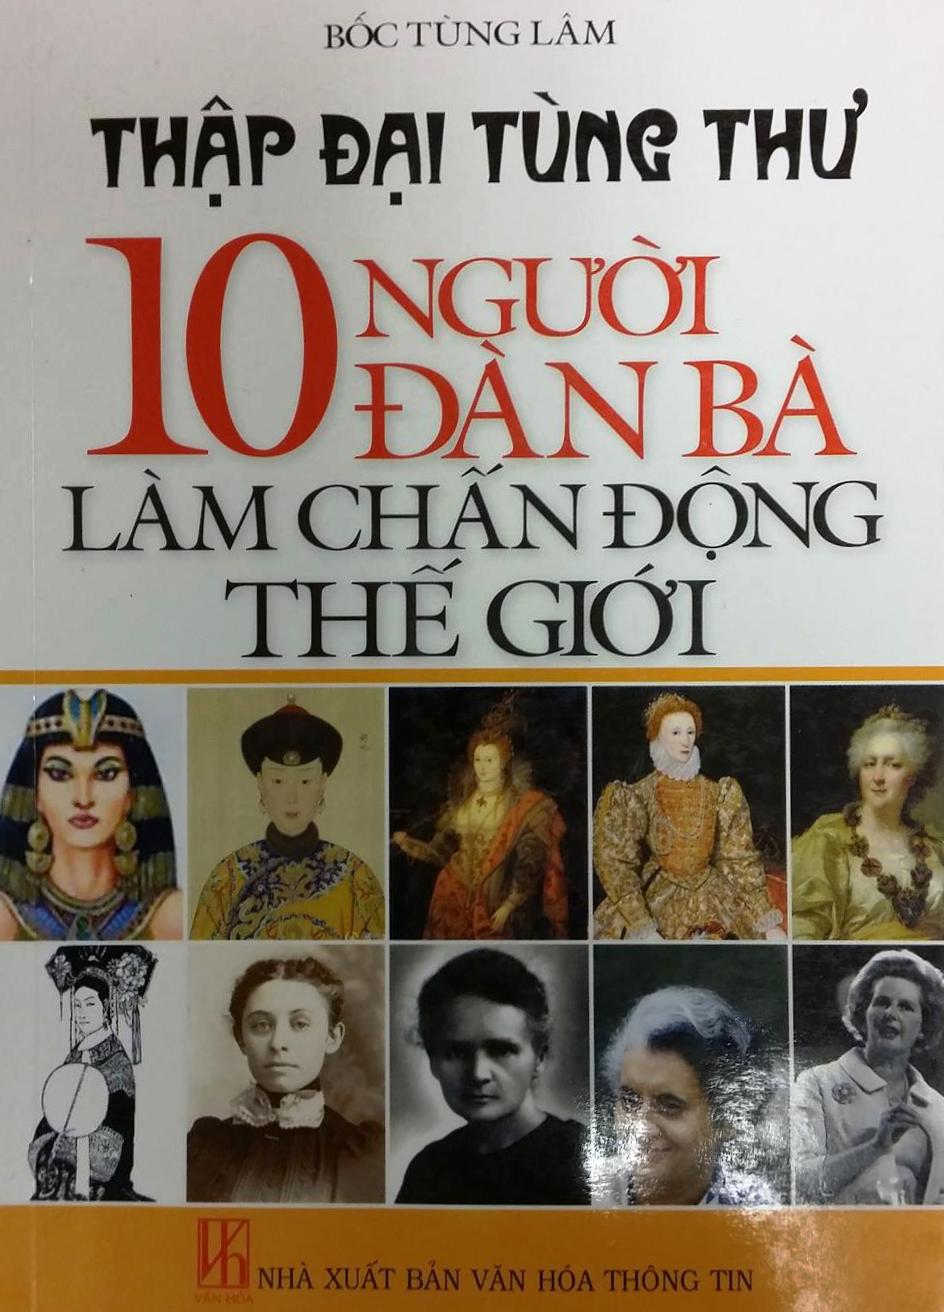 BỐC TÙNG LÂM
THẬP ĐẠI TÙNG THƯ
10 NGƯỜI
ĐÀN BÀ
LÀM CHẤN ĐỘNG
THẾ GIỚI
VĂN HÓA
NHÀ XUẤT BẢN VĂN HÓA THÔNG TIN